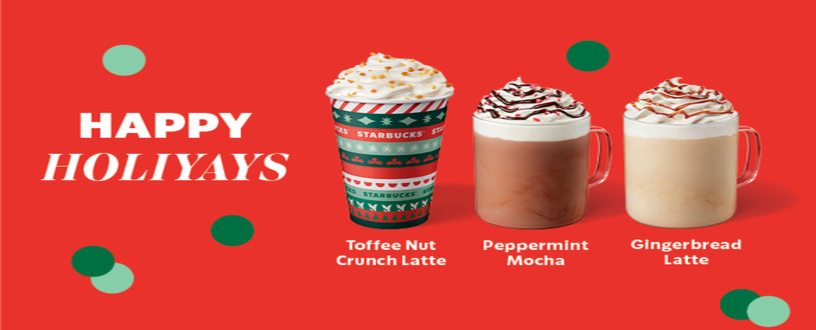 HAPPY
HOLIYAYS
STARBUCKS
STARBUCKS
Toffee Nut
Crunch Latte
Peppermint
Mocha
Gingerbread
Latte